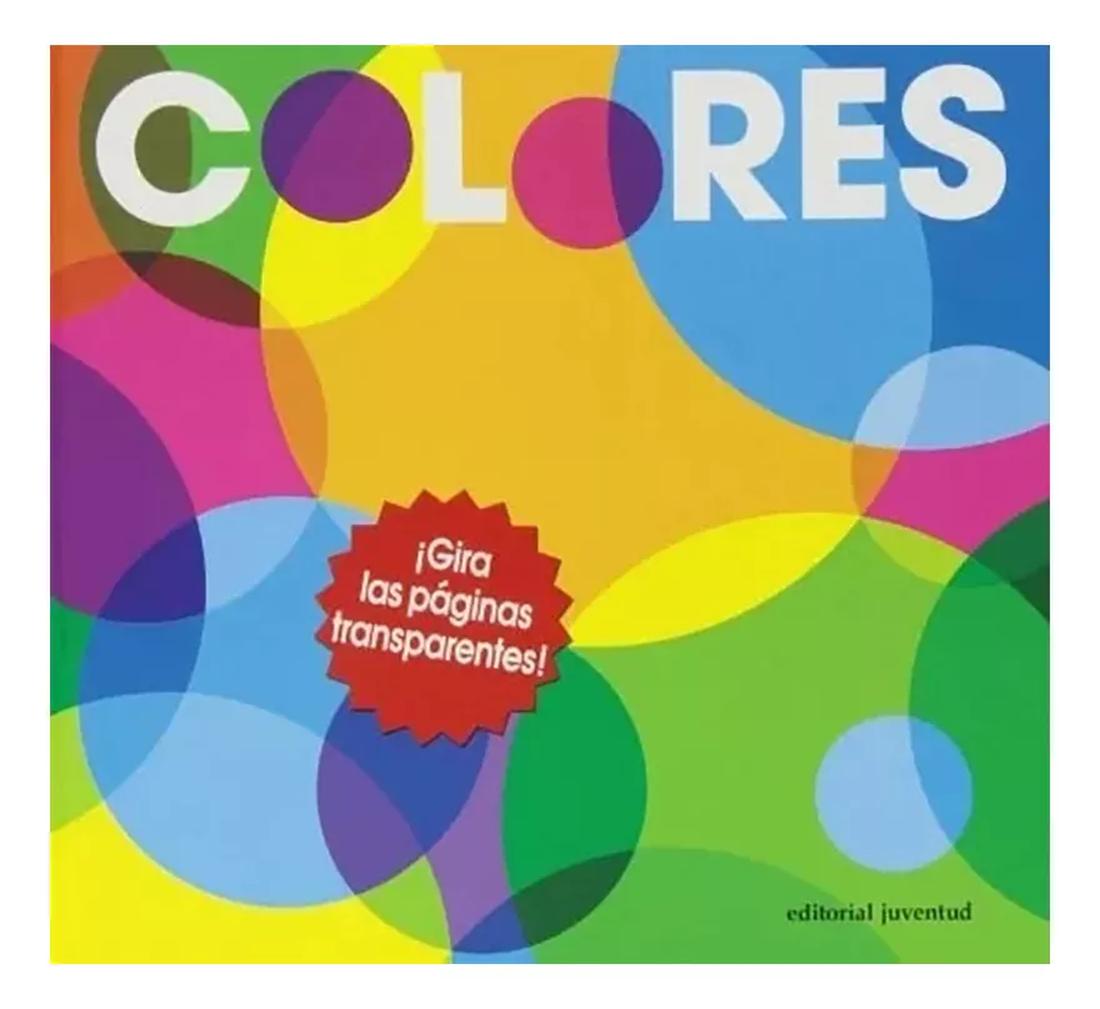 COLORES
¡Gira
las páginas
transparentes!
editorial juventud